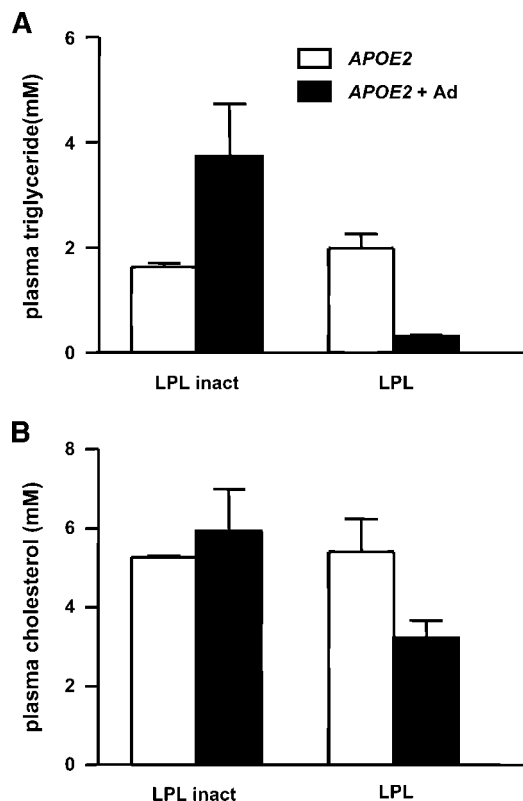 A
plasma triglyceride(mM)
6
4
2
0
APOE2
APOE2 + Ad
LPL inact
LPL
B
plasma cholesterol (mM)
8
6
4
2
0
LPL inact
LPL